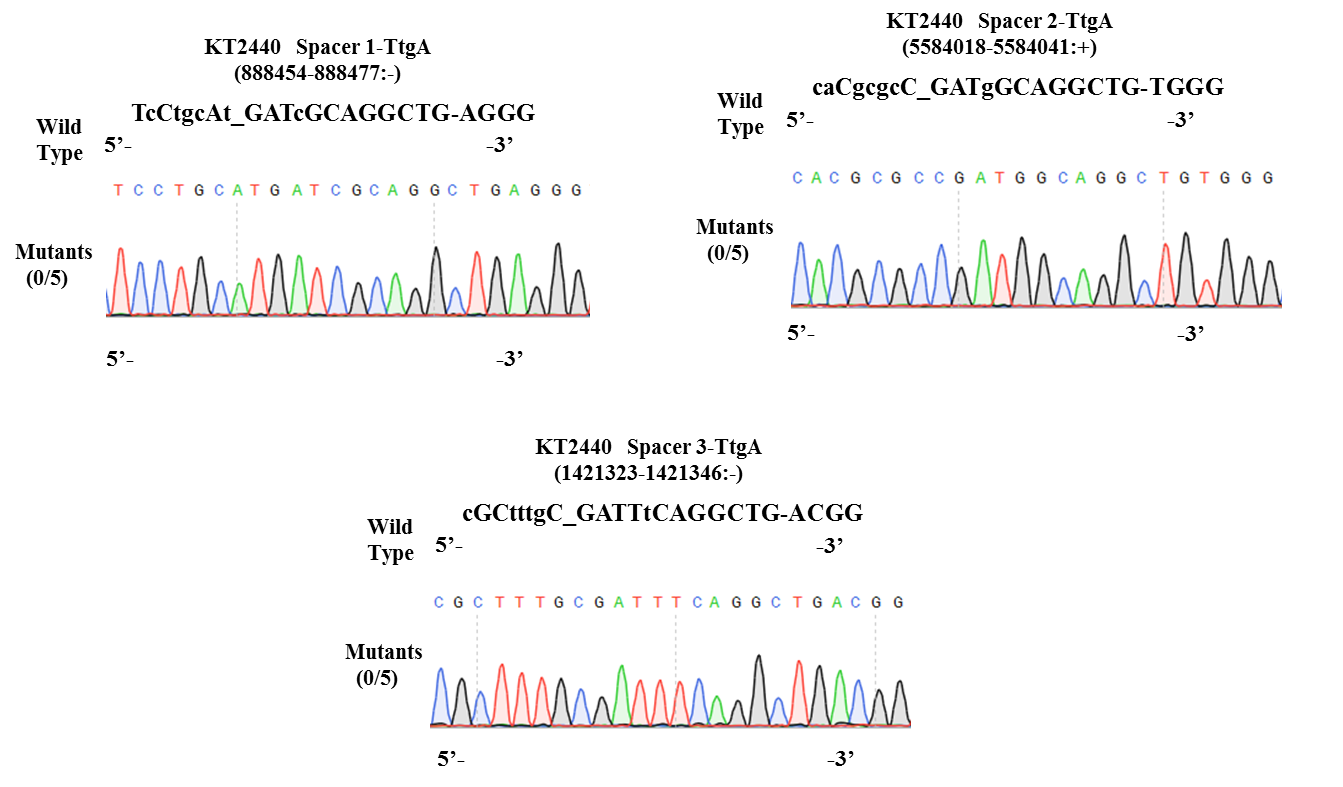 KT2440 Spacer 1-TtgA
(888454-888477:-)
TcCtgcAt_GATcGCAGGCTG-AGGG
Wild
Type
5’-
-3’
T C C T G C A T G A T C G C A G G C T G A G G G
Mutants
(0/5)
5’-
-3’
KT2440 Spacer 2-TtgA
(5584018-5584041:+)
caCgcgcC_GATgGCAGGCTG-TGGG
Wild
Type
5’-
-3’
C A C G C G C C G A T G G C A G G C T G T G G G
Mutants
(0/5)
5’-
-3’
KT2440 Spacer 3-TtgA
(1421323-1421346:-)
cGCtttgC_GATTtCAGGCTG-ACGG
Wild
Type
5’-
-3’
C G C T T T G C G A T T T C A G G C T G A C G G
Mutants
(0/5)
5’-
-3’